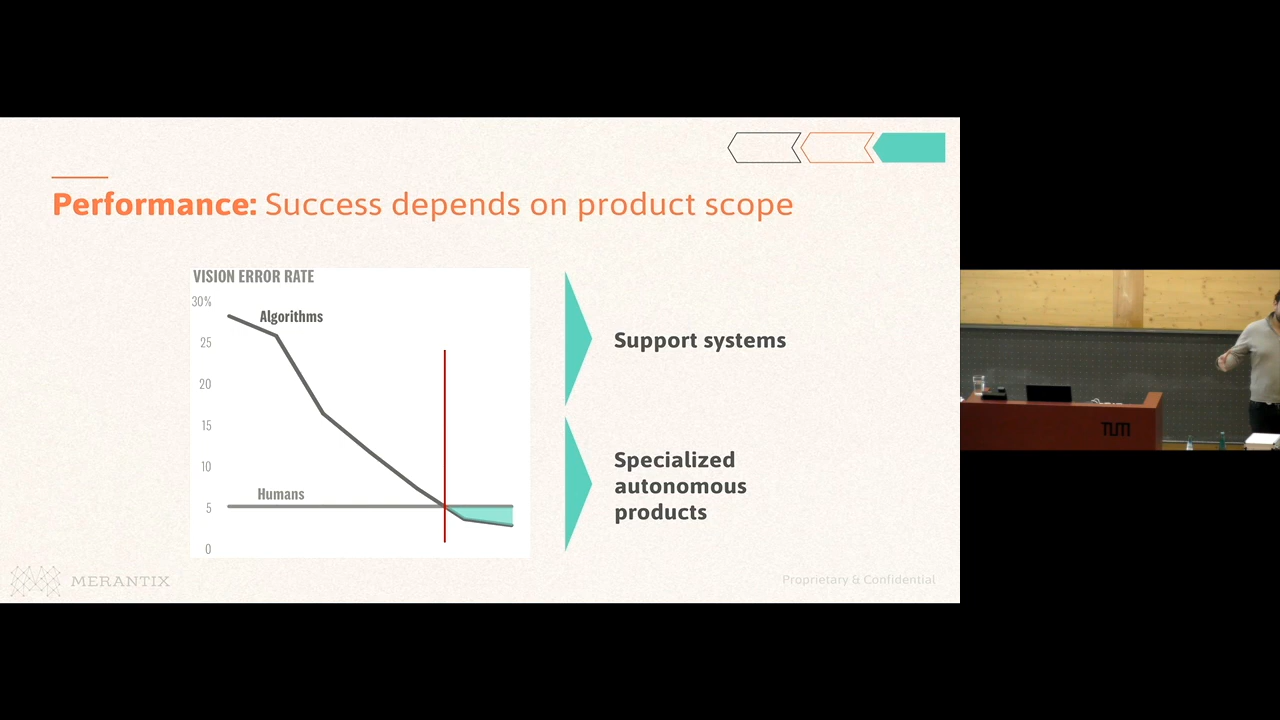 Performance: Success depends on product scope
VISION ERROR RATE
30%
Algorithms
25
20
15
10
Humans
5
0
Support systems
Specialized
autonomous
products
MERANTIX
Proprietary & Confidential
TUM